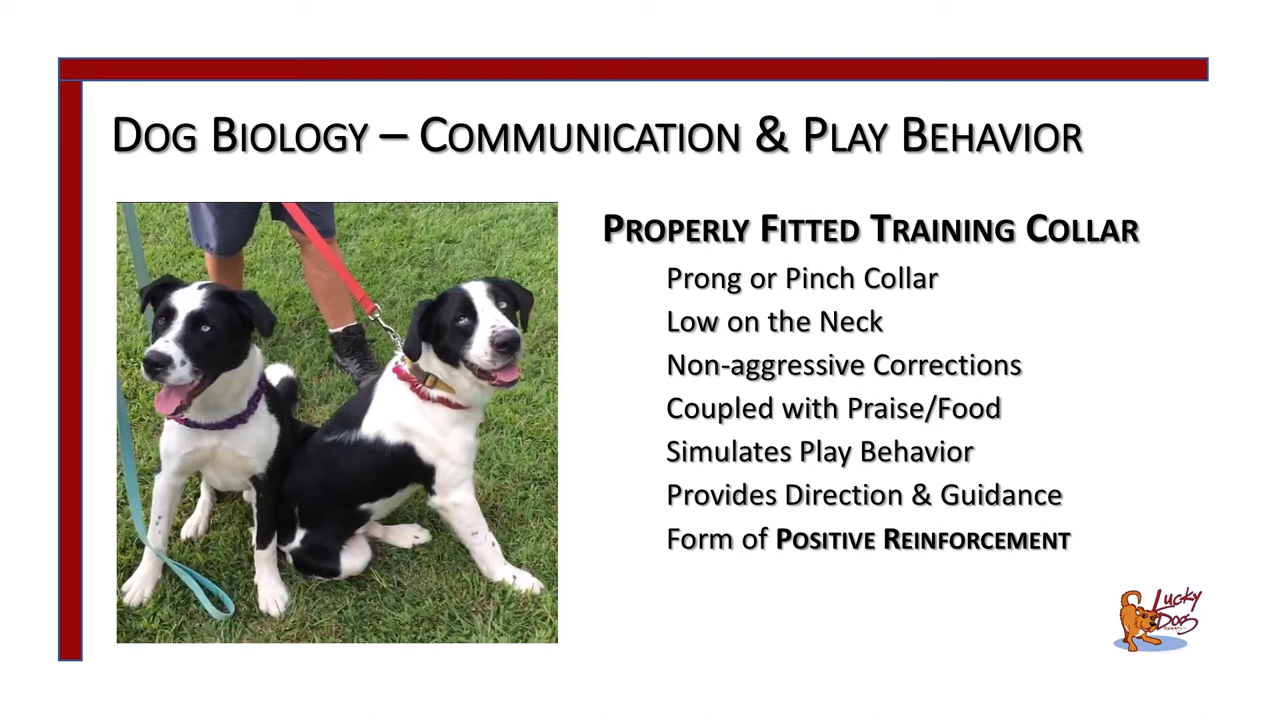 Dog Biology – Communication & Play Behavior
Properly Fitted Training Collar
Prong or Pinch Collar
Low on the Neck
Non-aggressive Corrections
Coupled with Praise/Food
Simulates Play Behavior
Provides Direction & Guidance
Form of Positive Reinforcement
Lucky
Dog